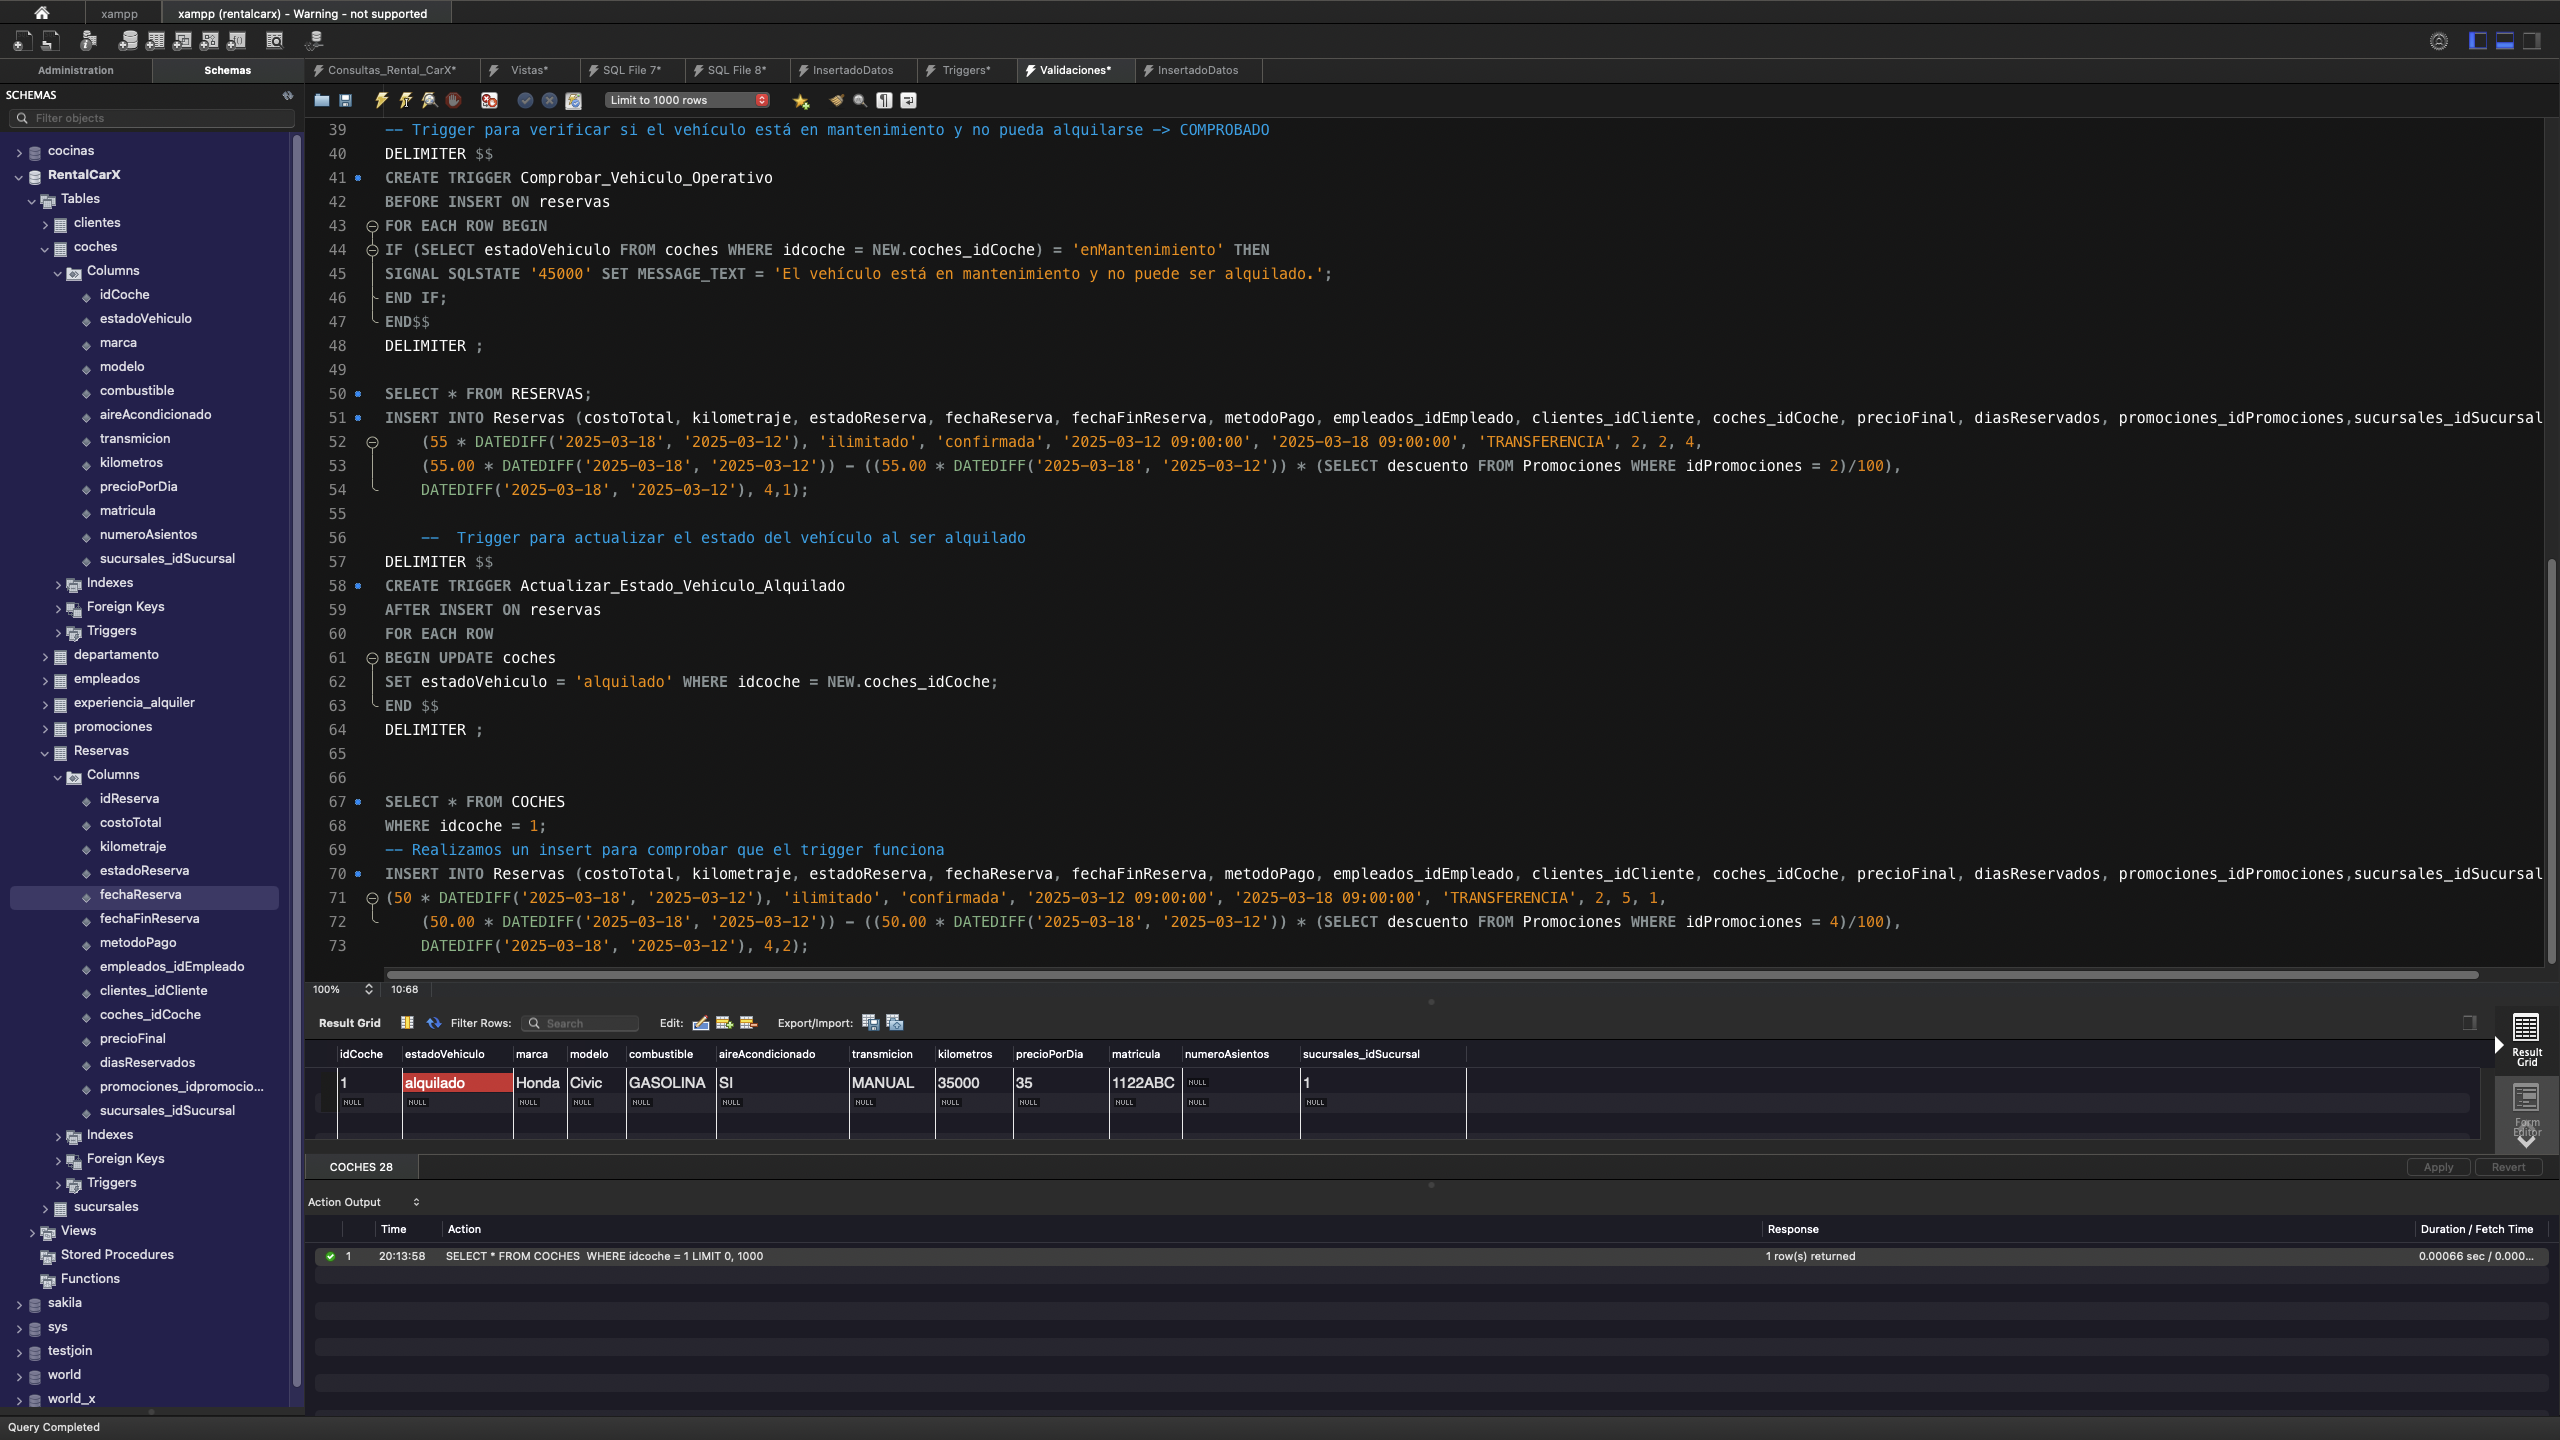 xampp
xampp (rentalcarx) - Warning - not supported
Administration
Schemas
Consultas_Rental_CarX*
Vistas*
SQL File 7*
SQL File 8*
InsertadoDatos
Triggers*
Validaciones*
InsertadoDatos
SCHEMAS
Filter objects
Limit to 1000 rows
cocinas
RentalCarX
Tables
clientes
coches
Columns
idCoche
estadoVehiculo
marca
modelo
combustible
aireAcondicionado
transmicion
kilometros
precioPorDia
matricula
numeroAsientos
sucursales_idSucursal
Indexes
Foreign Keys
Triggers
departamento
empleados
experiencia_alquiler
promociones
Reservas
Columns
idReserva
costoTotal
kilometraje
estadoReserva
fechaReserva
fechaFinReserva
metodoPago
empleados_idEmpleado
clientes_idCliente
coches_idCoche
precioFinal
diasReservados
promociones_idpromocio...
sucursales_idSucursal
Indexes
Foreign Keys
Triggers
sucursales
Views
Stored Procedures
Functions
sakila
sys
testjoin
world
world_x
39 -- Trigger para verificar si el vehículo está en mantenimiento y no pueda alquilarse -> COMPROBADO
40 DELIMITER $$
41 CREATE TRIGGER Comprobar_Vehiculo_Operativo
42 BEFORE INSERT ON reservas
43 FOR EACH ROW BEGIN
44 IF (SELECT estadoVehiculo FROM coches WHERE idcoche = NEW.coches_idCoche) = 'enMantenimiento' THEN
45 SIGNAL SQLSTATE '45000' SET MESSAGE_TEXT = 'El vehículo está en mantenimiento y no puede ser alquilado.';
46 END IF;
47 END$$
48 DELIMITER ;
49
50 SELECT * FROM RESERVAS;
51 INSERT INTO Reservas (costoTotal, kilometraje, estadoReserva, fechaReserva, fechaFinReserva, metodoPago, empleados_idEmpleado, clientes_idCliente, coches_idCoche, precioFinal, diasReservados, promociones_idPromociones,sucursales_idSucursal
52 (55 * DATEDIFF('2025-03-18', '2025-03-12'), 'ilimitado', 'confirmada', '2025-03-12 09:00:00', '2025-03-18 09:00:00', 'TRANSFERENCIA', 2, 2, 4,
53 (55.00 * DATEDIFF('2025-03-18', '2025-03-12')) - ((55.00 * DATEDIFF('2025-03-18', '2025-03-12')) * (SELECT descuento FROM Promociones WHERE idPromociones = 2)/100),
54 DATEDIFF('2025-03-18', '2025-03-12'), 4,1);
55
56 -- Trigger para actualizar el estado del vehículo al ser alquilado
57 DELIMITER $$
58 CREATE TRIGGER Actualizar_Estado_Vehiculo_Alquilado
59 AFTER INSERT ON reservas
60 FOR EACH ROW
61 BEGIN UPDATE coches
62 SET estadoVehiculo = 'alquilado' WHERE idcoche = NEW.coches_idCoche;
63 END $$
64 DELIMITER ;
65
66
67 SELECT * FROM COCHES
68 WHERE idcoche = 1;
69 -- Realizamos un insert para comprobar que el trigger funciona
70 INSERT INTO Reservas (costoTotal, kilometraje, estadoReserva, fechaReserva, fechaFinReserva, metodoPago, empleados_idEmpleado, clientes_idCliente, coches_idCoche, precioFinal, diasReservados, promociones_idPromociones,sucursales_idSucursal
71 (50 * DATEDIFF('2025-03-18', '2025-03-12'), 'ilimitado', 'confirmada', '2025-03-12 09:00:00', '2025-03-18 09:00:00', 'TRANSFERENCIA', 2, 5, 1,
72 (50.00 * DATEDIFF('2025-03-18', '2025-03-12')) - ((50.00 * DATEDIFF('2025-03-18', '2025-03-12')) * (SELECT descuento FROM Promociones WHERE idPromociones = 4)/100),
73 DATEDIFF('2025-03-18', '2025-03-12'), 4,2);
100% 10:68
Result Grid Filter Rows: Search Edit: Export/Import:
idCoche estadoVehiculo marca modelo combustible aireAcondicionado transmicion kilometros precioPorDia matricula numeroAsientos sucursales_idSucursal
1 alquilado Honda Civic GASOLINA SI MANUAL 35000 35 1122ABC NULL 1
NULL NULL NULL NULL NULL NULL NULL NULL NULL NULL NULL NULL
Result Grid
Form Editor
COCHES 28
Apply Revert
Action Output
Time Action Response Duration / Fetch Time
1 20:13:58 SELECT * FROM COCHES WHERE idcoche = 1 LIMIT 0, 1000 1 row(s) returned 0.00066 sec / 0.000...
Query Completed